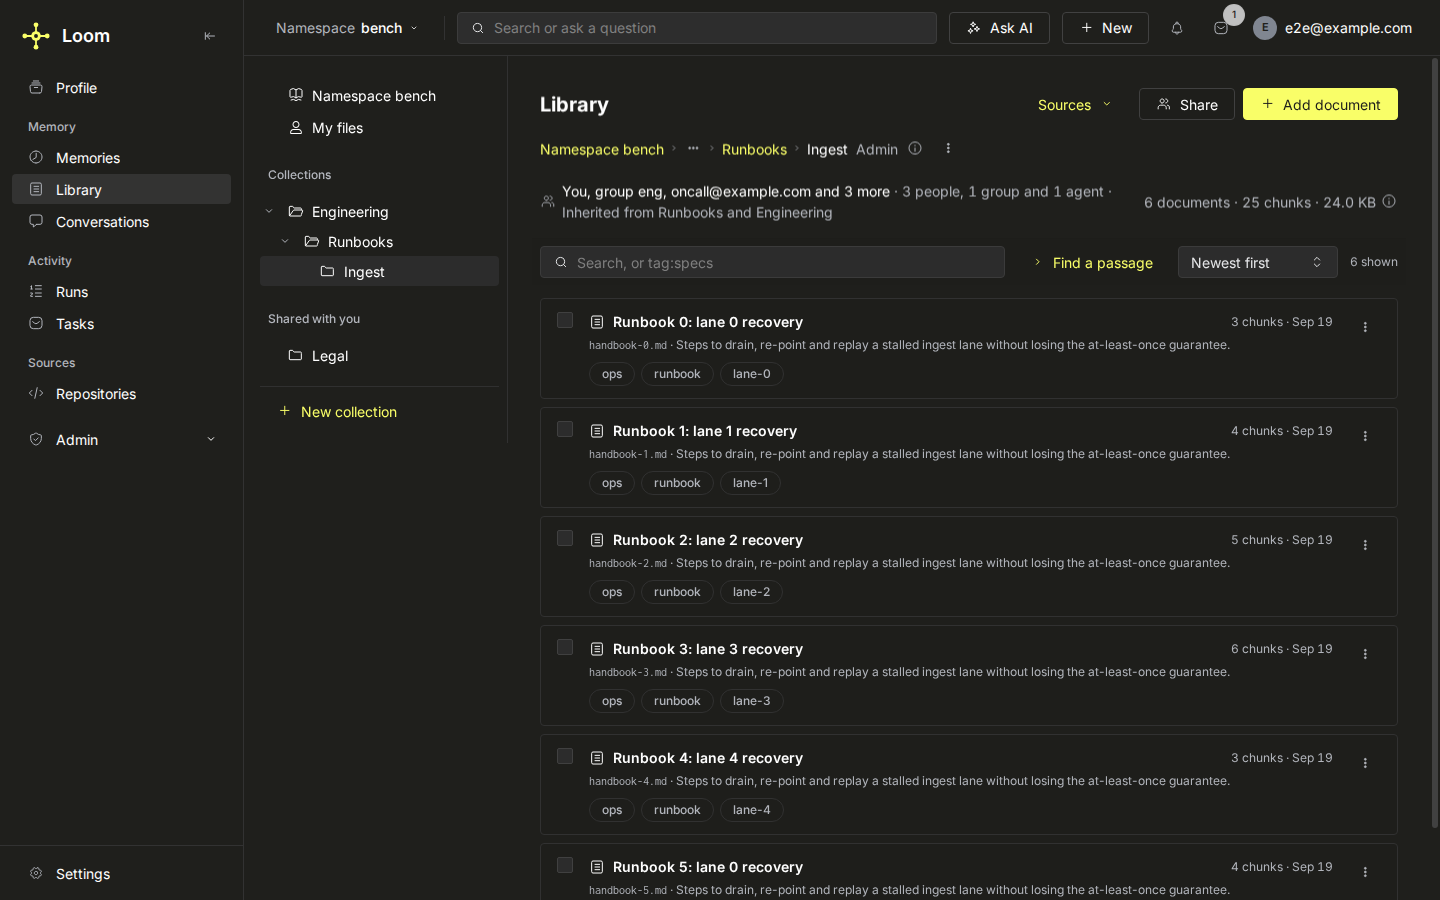 Loom
Profile
Memory
Memories
Library
Conversations
Activity
Runs
Tasks
Sources
Repositories
Admin
Settings
Namespace bench
Search or ask a question
Ask AI
New
1
E
e2e@example.com
Namespace bench
My files
Collections
Engineering
Runbooks
Ingest
Shared with you
Legal
New collection
Library
Sources
Share
Add document
Namespace bench › ••• › Runbooks › Ingest Admin
You, group eng, oncall@example.com and 3 more · 3 people, 1 group and 1 agent ·
Inherited from Runbooks and Engineering
6 documents · 25 chunks · 24.0 KB
Search, or tag:specs
Find a passage
Newest first
6 shown
Runbook 0: lane 0 recovery
3 chunks · Sep 19
handbook-0.md · Steps to drain, re-point and replay a stalled ingest lane without losing the at-least-once guarantee.
ops runbook lane-0
Runbook 1: lane 1 recovery
4 chunks · Sep 19
handbook-1.md · Steps to drain, re-point and replay a stalled ingest lane without losing the at-least-once guarantee.
ops runbook lane-1
Runbook 2: lane 2 recovery
5 chunks · Sep 19
handbook-2.md · Steps to drain, re-point and replay a stalled ingest lane without losing the at-least-once guarantee.
ops runbook lane-2
Runbook 3: lane 3 recovery
6 chunks · Sep 19
handbook-3.md · Steps to drain, re-point and replay a stalled ingest lane without losing the at-least-once guarantee.
ops runbook lane-3
Runbook 4: lane 4 recovery
3 chunks · Sep 19
handbook-4.md · Steps to drain, re-point and replay a stalled ingest lane without losing the at-least-once guarantee.
ops runbook lane-4
Runbook 5: lane 0 recovery
4 chunks · Sep 19
handbook-5.md · Steps to drain, re-point and replay a stalled ingest lane without losing the at-least-once guarantee.